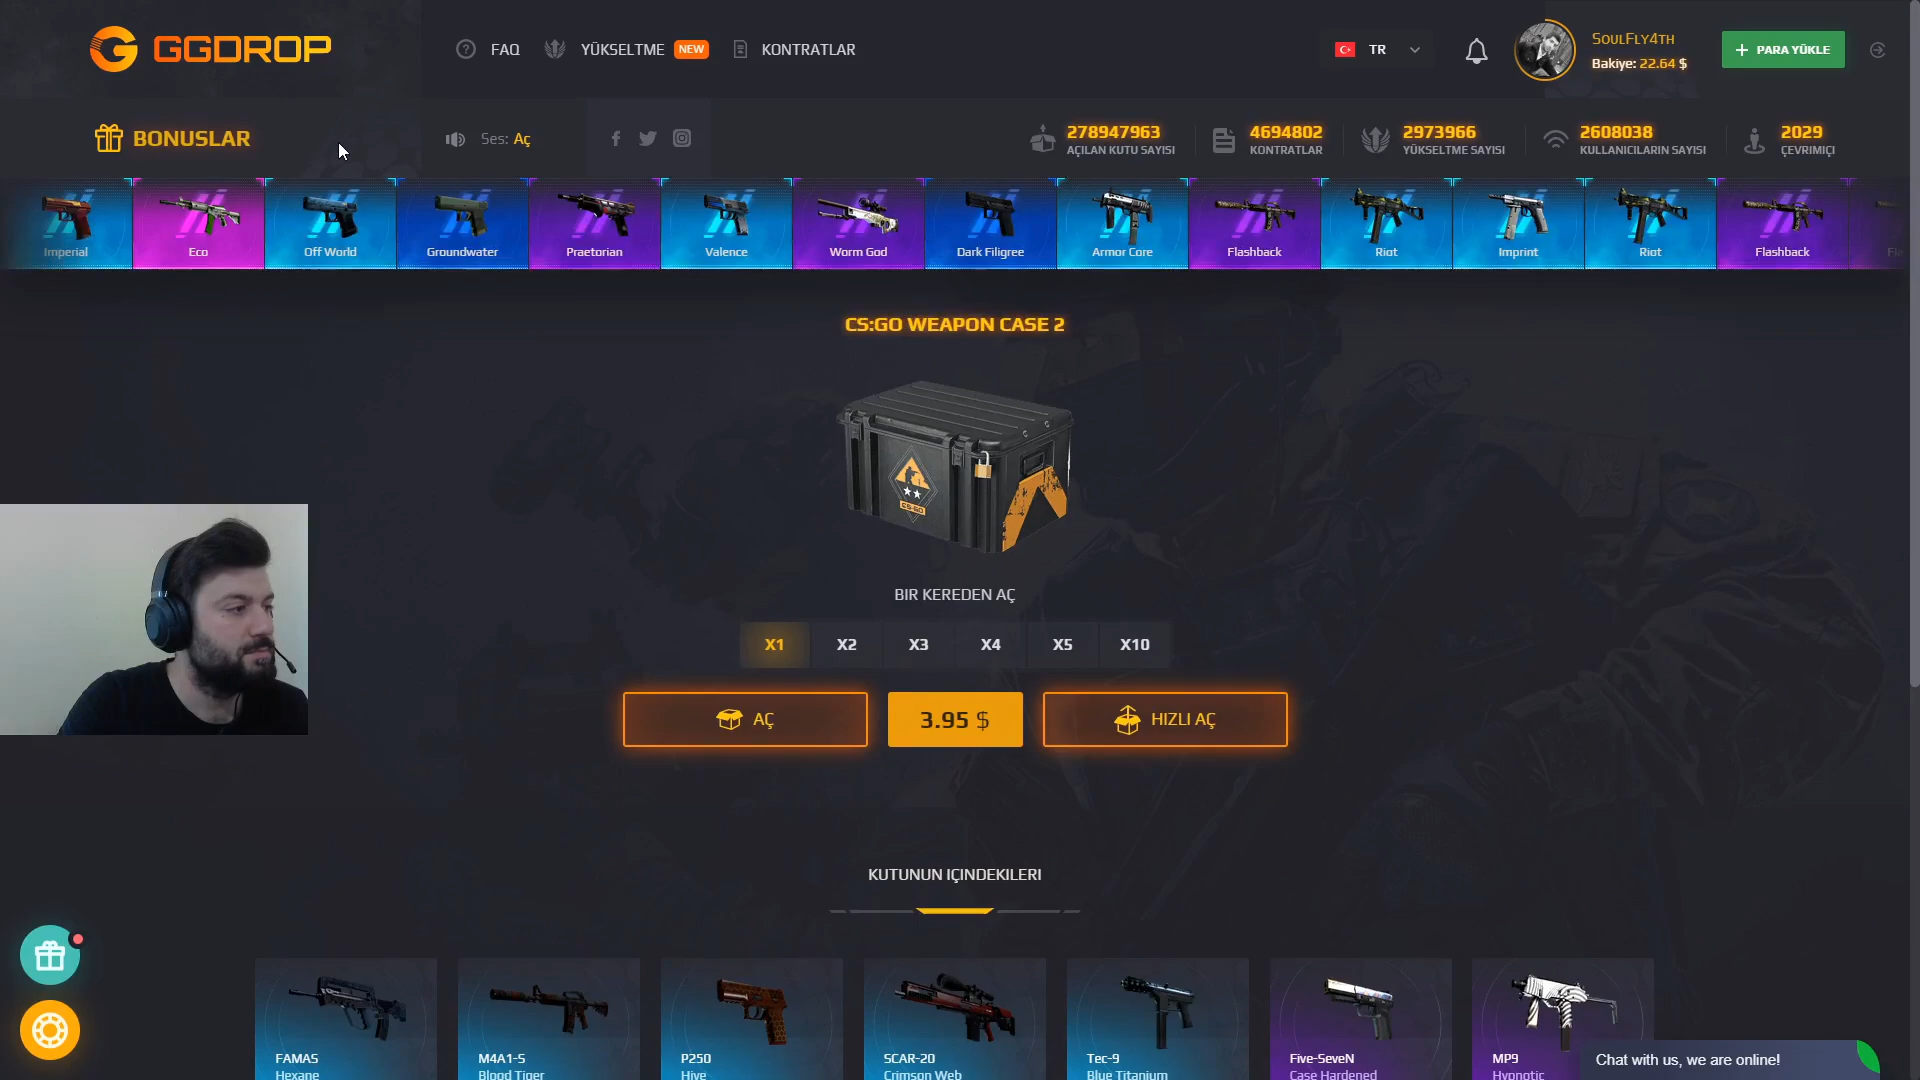 GGDROP
FAQ
YÜKSELTME NEW
KONTRATLAR
TR
SoulFly4th
Bakiye: 22.64 $
PARA YÜKLE
BONUSLAR
Ses: Aç
278947963
AÇILAN KUTU SAYISI
4694802
KONTRATLAR
2973966
YÜKSELTME SAYISI
2608038
KULLANICILARIN SAYISI
2029
ÇEVRIMIÇI
Imperial
Eco
Off World
Groundwater
Praetorian
Valence
Worm God
Dark Filigree
Armor Core
Flashback
Riot
Imprint
Riot
Flashback
CS:GO WEAPON CASE 2
CS:GO
BIR KEREDEN AÇ
X1 X2 X3 X4 X5 X10
AÇ
3.95 $
HIZLI AÇ
KUTUNUN IÇINDEKILERI
FAMAS
Hexane
M4A1-S
Blood Tiger
P250
Hive
SCAR-20
Crimson Web
Tec-9
Blue Titanium
Five-SeveN
Case Hardened
MP9
Hypnotic
Chat with us, we are online!